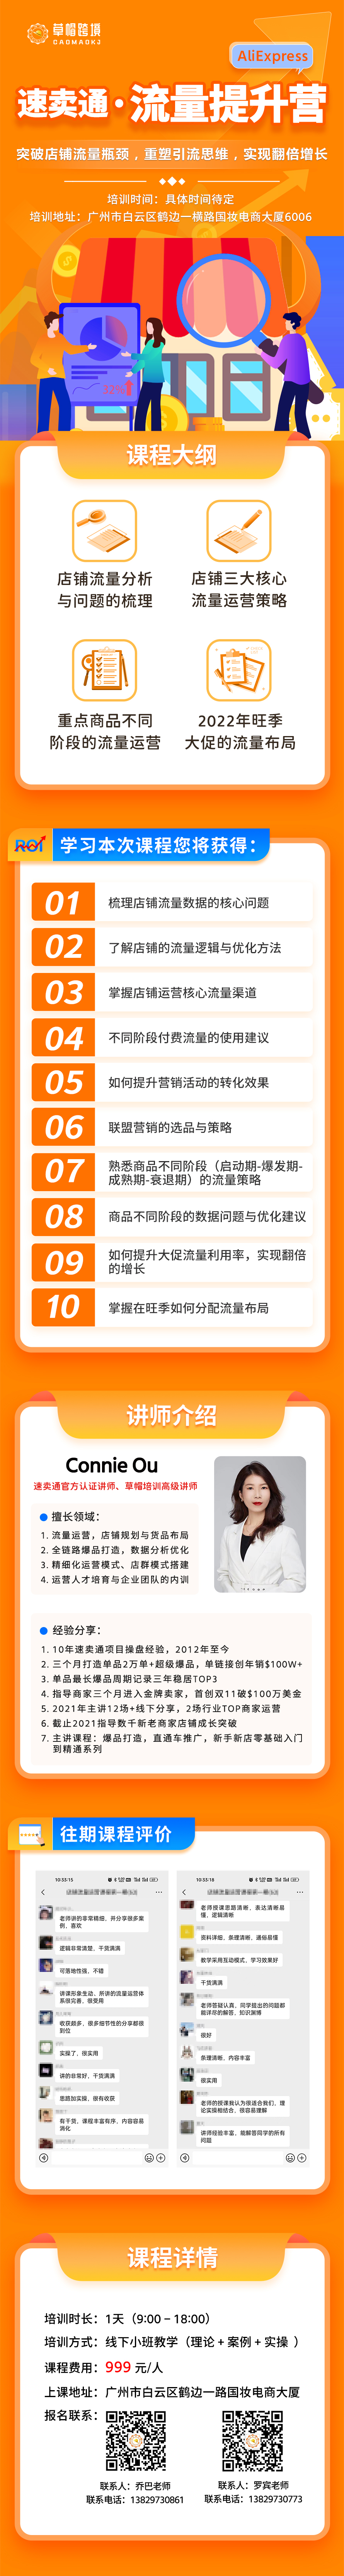 草帽跨境
CAOMAOKJ
AliExpress
速卖通·流量提升营
突破店铺流量瓶颈，重塑引流思维，实现翻倍增长
培训时间：具体时间待定
培训地址：广州市白云区鹤边一横路国妆电商大厦6006
12%
课程大纲
店铺流量分析
与问题的梳理
店铺三大核心
流量运营策略
重点商品不同
阶段的流量运营
2022年旺季
大促的流量布局
ROI
学习本次课程您将获得：
01 梳理店铺流量数据的核心问题
02 了解店铺的流量逻辑与优化方法
03 掌握店铺运营核心流量渠道
04 不同阶段付费流量的使用建议
05 如何提升营销活动的转化效果
06 联盟营销的选品与策略
07 熟悉商品不同阶段（启动期-爆发期-
成熟期-衰退期）的流量策略
08 商品不同阶段的数据问题与优化建议
09 如何提升大促流量利用率，实现翻倍
的增长
10 掌握在旺季如何分配流量布局
讲师介绍
Connie Ou
速卖通官方认证讲师、草帽培训高级讲师
擅长领域：
1. 流量运营，店铺规划与货品布局
2. 全链路爆品打造，数据分析优化
3. 精细化运营模式、店群模式搭建
4. 运营人才培育与企业团队的内训
经验分享：
1. 10年速卖通项目操盘经验，2012年至今
2. 三个月打造单品2万单+超级爆品，单链接创年销$100W+
3. 单品最长爆品周期记录三年稳居TOP3
4. 指导商家三个月进入金牌卖家，首创双11破$100万美金
5. 2021年主讲12场+线下分享，2场行业TOP商家运营
6. 截止2021指导数千新老商家店铺成长突破
7. 主讲课程：爆品打造，直通车推广，新手新店零基础入门
到精通系列
往期课程评价
10:33:15
老师讲的非常精细，并分享很多案
例，喜欢
逻辑非常清楚，干货满满
可落地性强，不错
讲课形象生动，所讲的流量运营体
系很完善，很受用
收获颇多，很多细节性的分享都很
到位
实操了，很实用
讲的非常好，干货满满
思路加实操，很有收获
有干货，课程丰富有序，内容容易
消化
10:33:18
老师授课思路清晰，表达清晰易
懂，逻辑清晰
资料详细，条理清晰，通俗易懂
教学采用互动模式，学习效果好
干货满满
老师答疑认真，同学提出的问题都
能详尽的解答，知识渊博
很好
条理清晰，内容丰富
很实用
老师的授课我认为很适合我们，理
论实操相结合，很容易理解
讲师经验丰富，能解答同学的所有
问题
课程详情
培训时长：1天（9:00 – 18:00）
培训方式：线下小班教学（理论 + 案例 + 实操 ）
课程费用：999 元/人
上课地址：广州市白云区鹤边一路国妆电商大厦
报名联系：
联系人：乔巴老师
联系电话：13829730861
联系人：罗宾老师
联系电话：13829730773